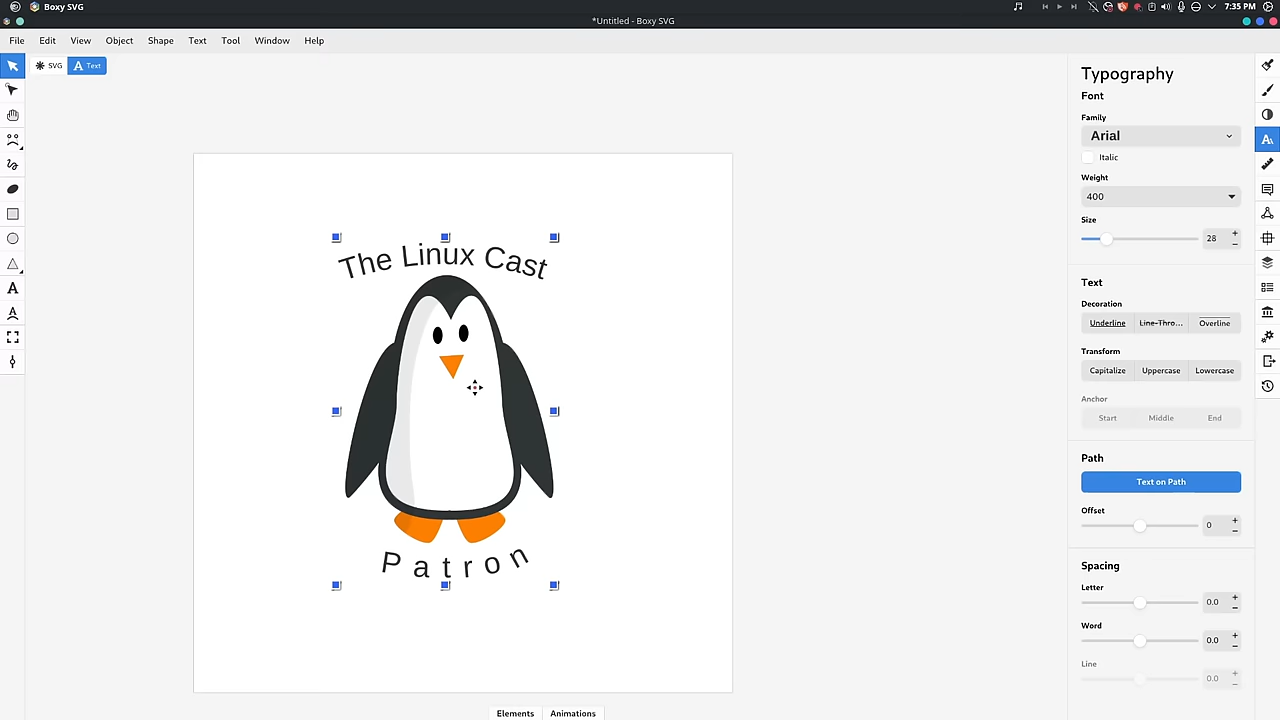 Boxy SVG
7:35 PM
*Untitled - Boxy SVG
File Edit View Object Shape Text Tool Window Help
SVG
Text
The Linux Cast
Patron
Typography
Font
Family
Arial
Italic
Weight
400
Size
28
Text
Decoration
Underline Line-Thro... Overline
Transform
Capitalize Uppercase Lowercase
Anchor
Start Middle End
Path
Text on Path
Offset
0
Spacing
Letter
0.0
Word
0.0
Line
0.0
Elements Animations